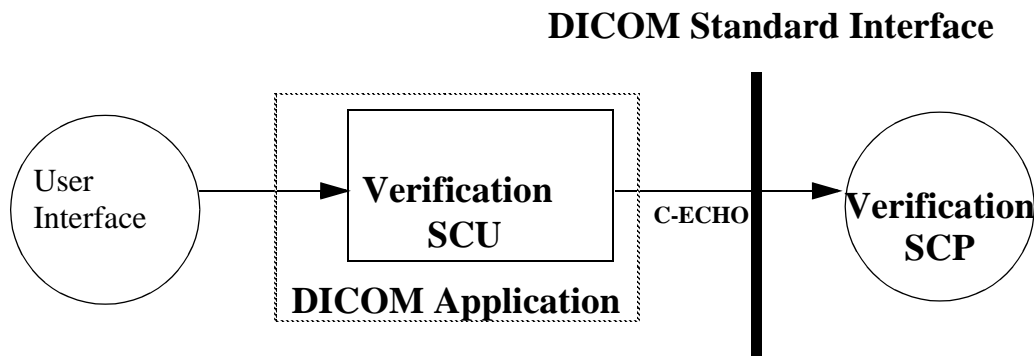 DICOM Standard Interface
User
Interface
Verification
SCU
C-ECHO
Verification
SCP
DICOM Application